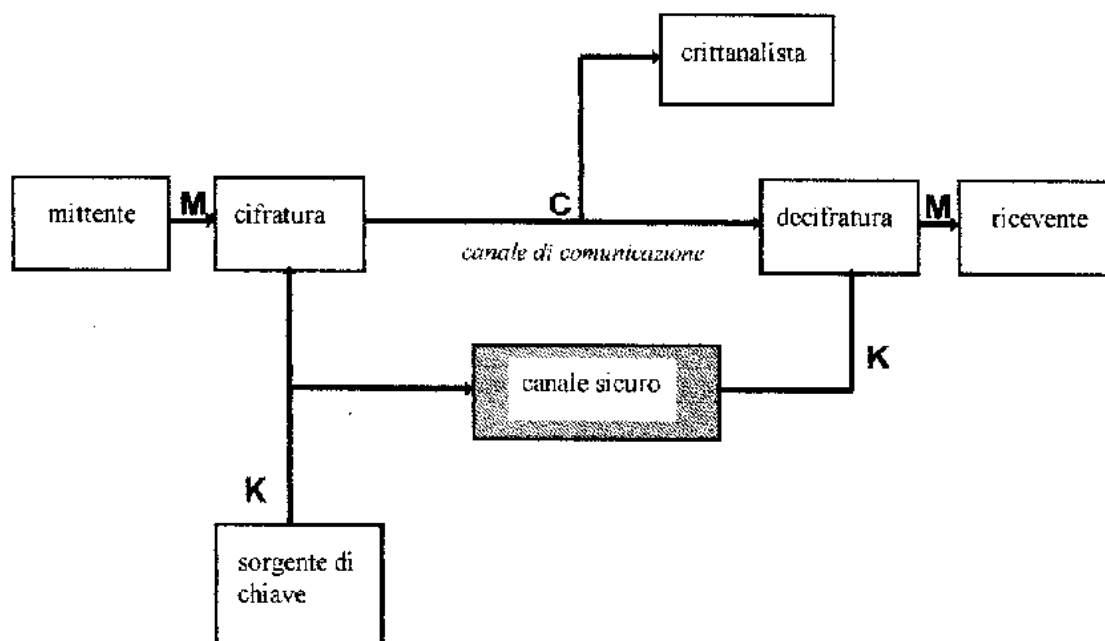 crittanalista
mittente
M
cifratura
C
decifratura
M
ricevente
canale di comunicazione
K
canale sicuro
K
sorgente di
chiave